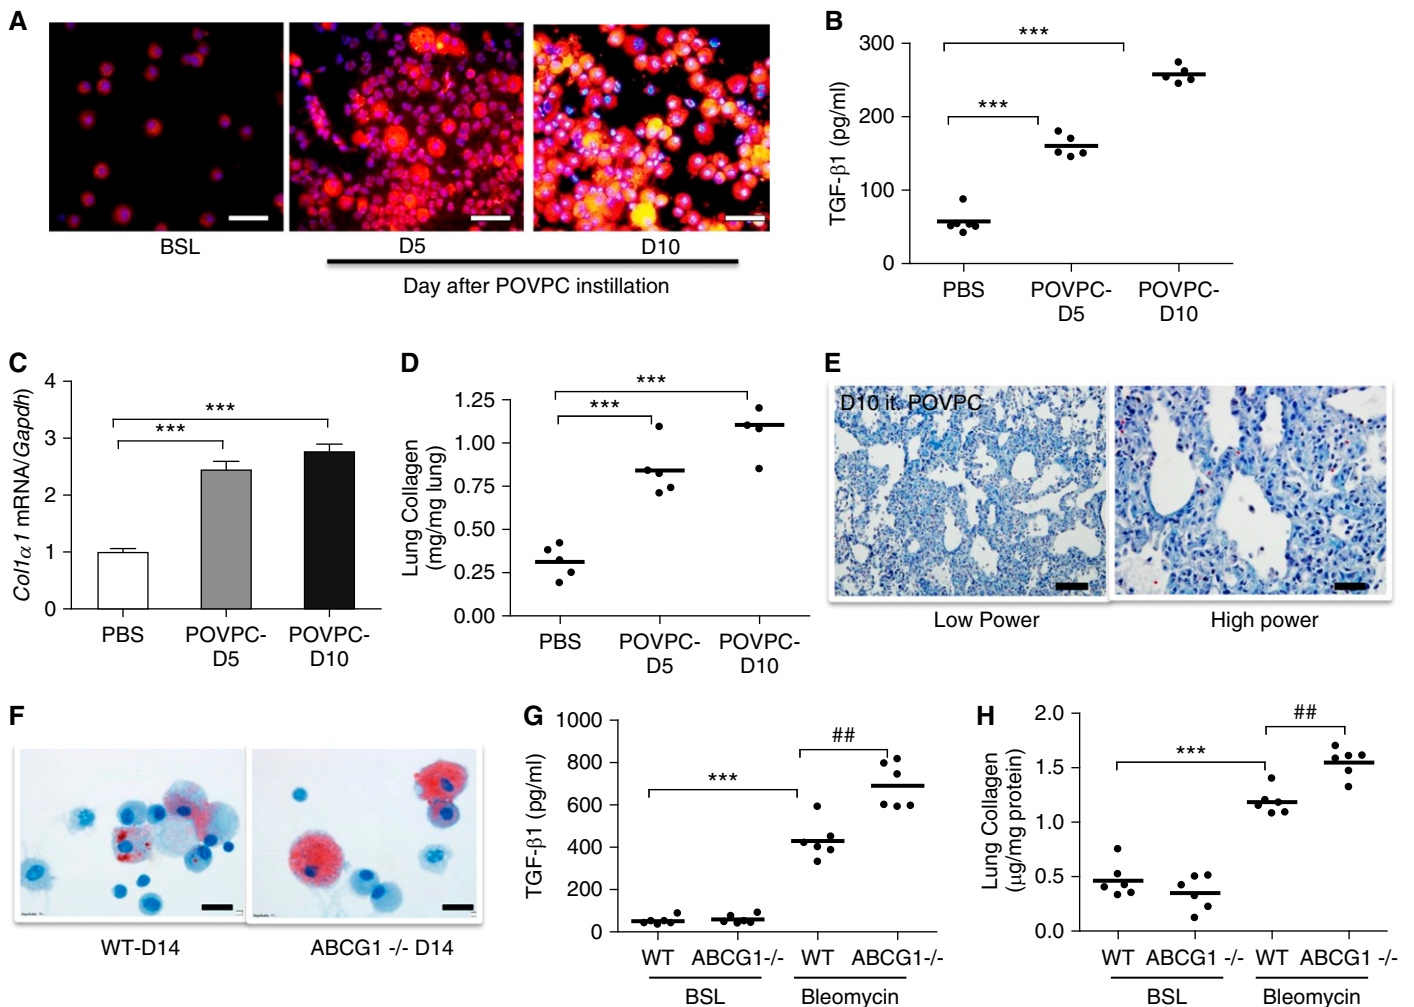 A
BSL
D5
D10
Day after POVPC instillation
B
TGF-β1 (pg/ml)
300
200
100
0
***
***
PBS
POVPC-
D5
POVPC-
D10
C
Col1α1 mRNA/Gapdh)
4
3
2
1
0
***
***
PBS
POVPC-
D5
POVPC-
D10
D
Lung Collagen
(mg/mg lung)
1.25
1.00
0.75
0.50
0.25
0.00
***
***
PBS
POVPC-
D5
POVPC-
D10
E
D10 it. POVPC
Low Power
High power
F
WT-D14
ABCG1 -/- D14
G
TGF-β1 (pg/ml)
1000
800
600
400
200
0
***
##
WT
ABCG1-/-
WT
ABCG1-/-
BSL
Bleomycin
H
Lung Collagen
(μg/mg protein)
2.0
1.5
1.0
0.5
0.0
***
##
WT
ABCG1 -/-
WT
ABCG1 -/-
BSL
Bleomycin